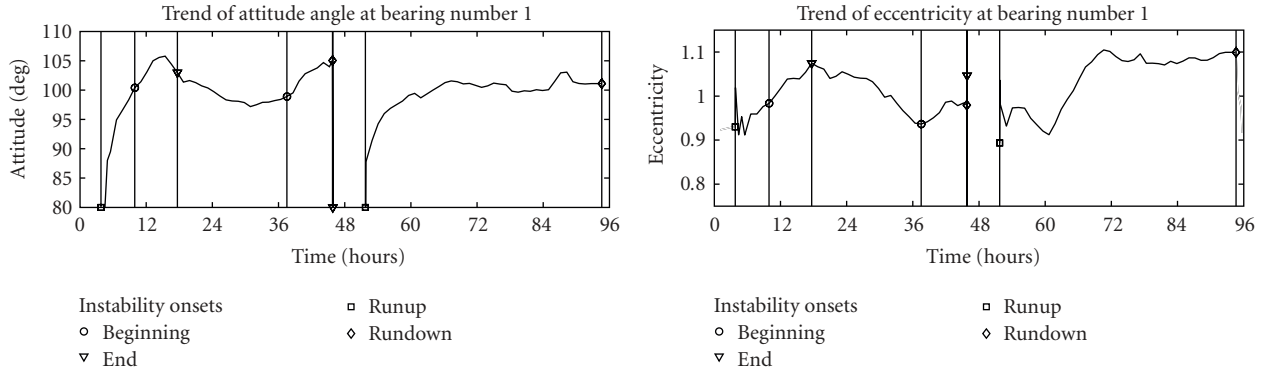 Trend of attitude angle at bearing number 1
110
105
100
95
90
85
80
Attitude (deg)
0 12 24 36 48 60 72 84 96
Time (hours)
Instability onsets
Beginning
End
Runup
Rundown
Trend of eccentricity at bearing number 1
1.1
1
0.9
0.8
Eccentricity
0 12 24 36 48 60 72 84 96
Time (hours)
Instability onsets
Beginning
End
Runup
Rundown